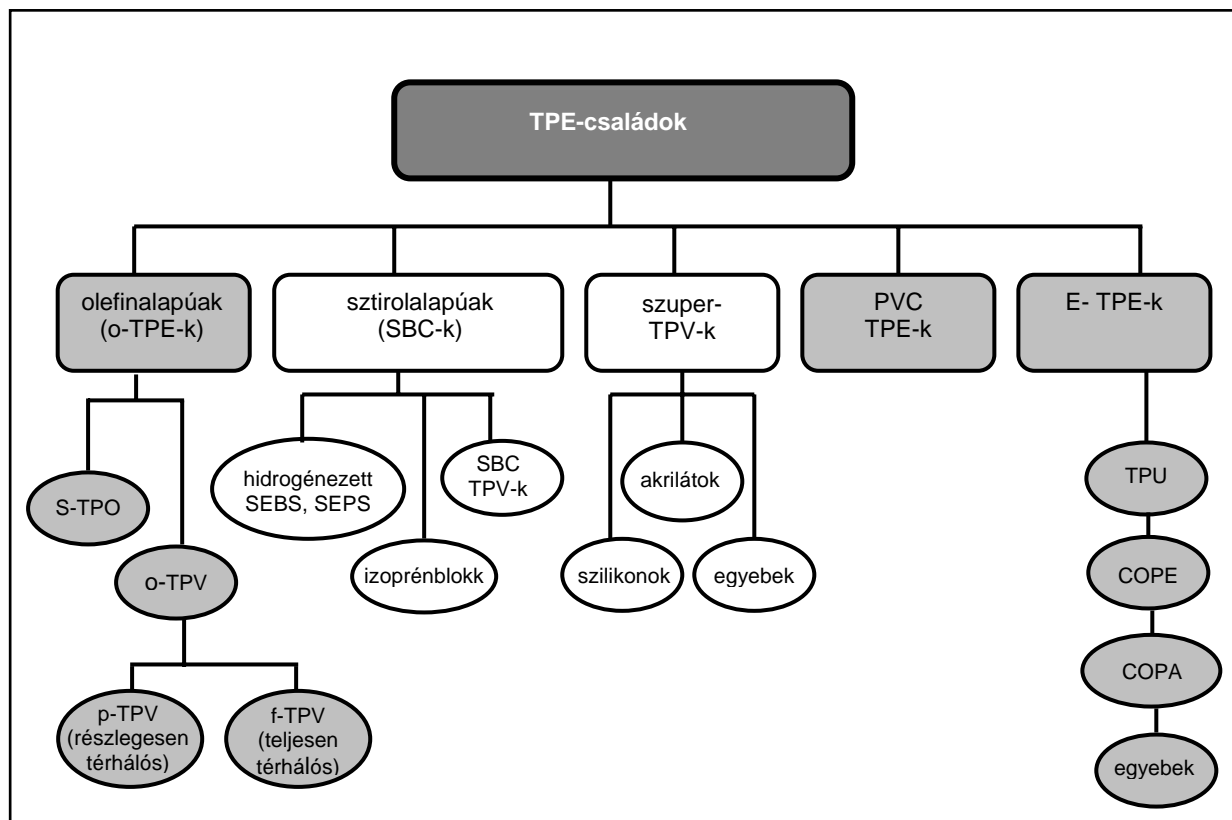 TPE-családok
olefinalapúak
(o-TPE-k)
sztirolalapúak
(SBC-k)
szuper-
TPV-k
PVC
TPE-k
E- TPE-k
S-TPO
o-TPV
p-TPV
(részlegesen
térhálós)
f-TPV
(teljesen
térhálós)
hidrogénezett
SEBS, SEPS
izoprénblokk
SBC
TPV-k
szilikonok
akrilátok
egyebek
TPU
COPE
COPA
egyebek